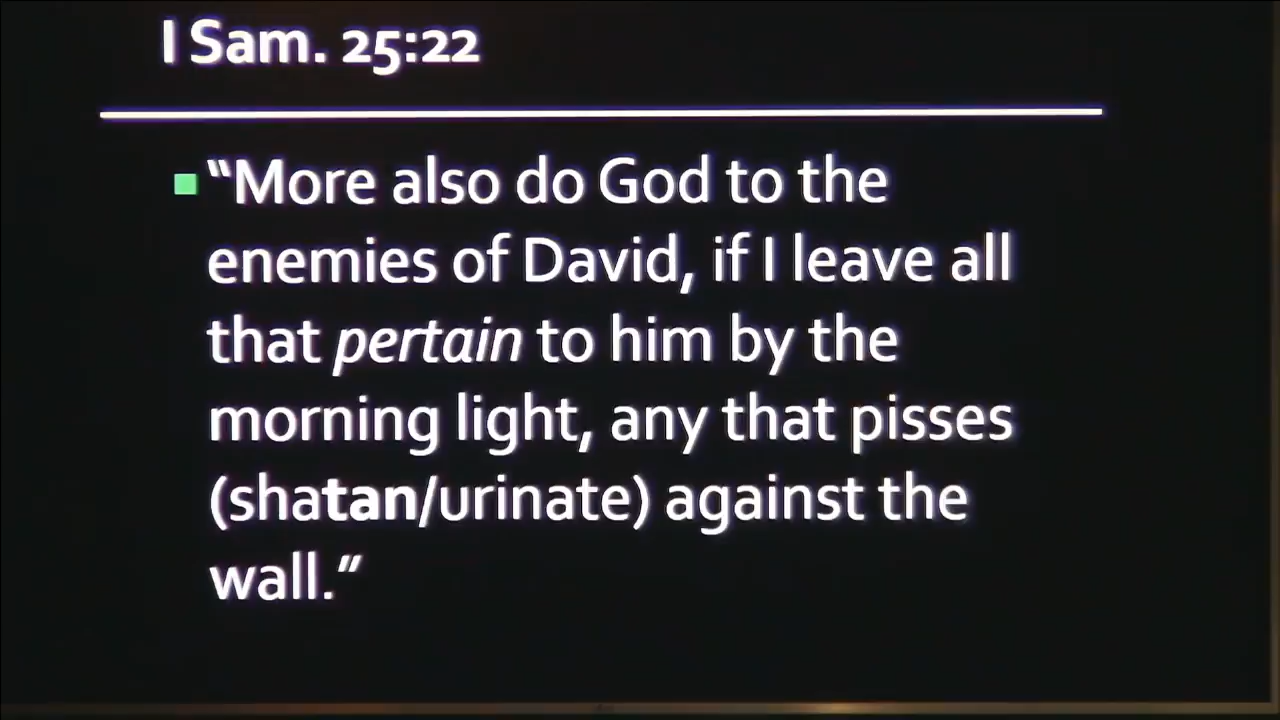 I Sam. 25:22
“More also do God to the
enemies of David, if I leave all
that pertain to him by the
morning light, any that pisses
(shatan/urinate) against the
wall.”